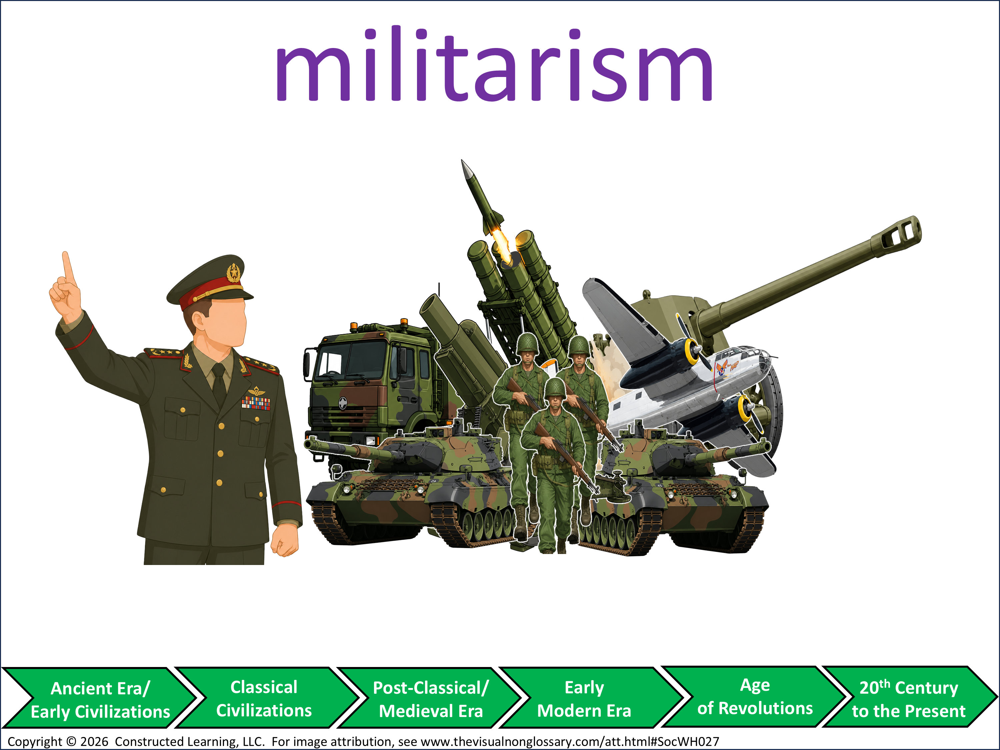 militarism
HAP
Ancient Era/
Early Civilizations
Classical
Civilizations
Post-Classical/
Medieval Era
Early
Modern Era
Age
of Revolutions
20th Century
to the Present
Copyright © 2026  Constructed Learning, LLC.  For image attribution, see www.thevisualnonglossary.com/att.html#SocWH027